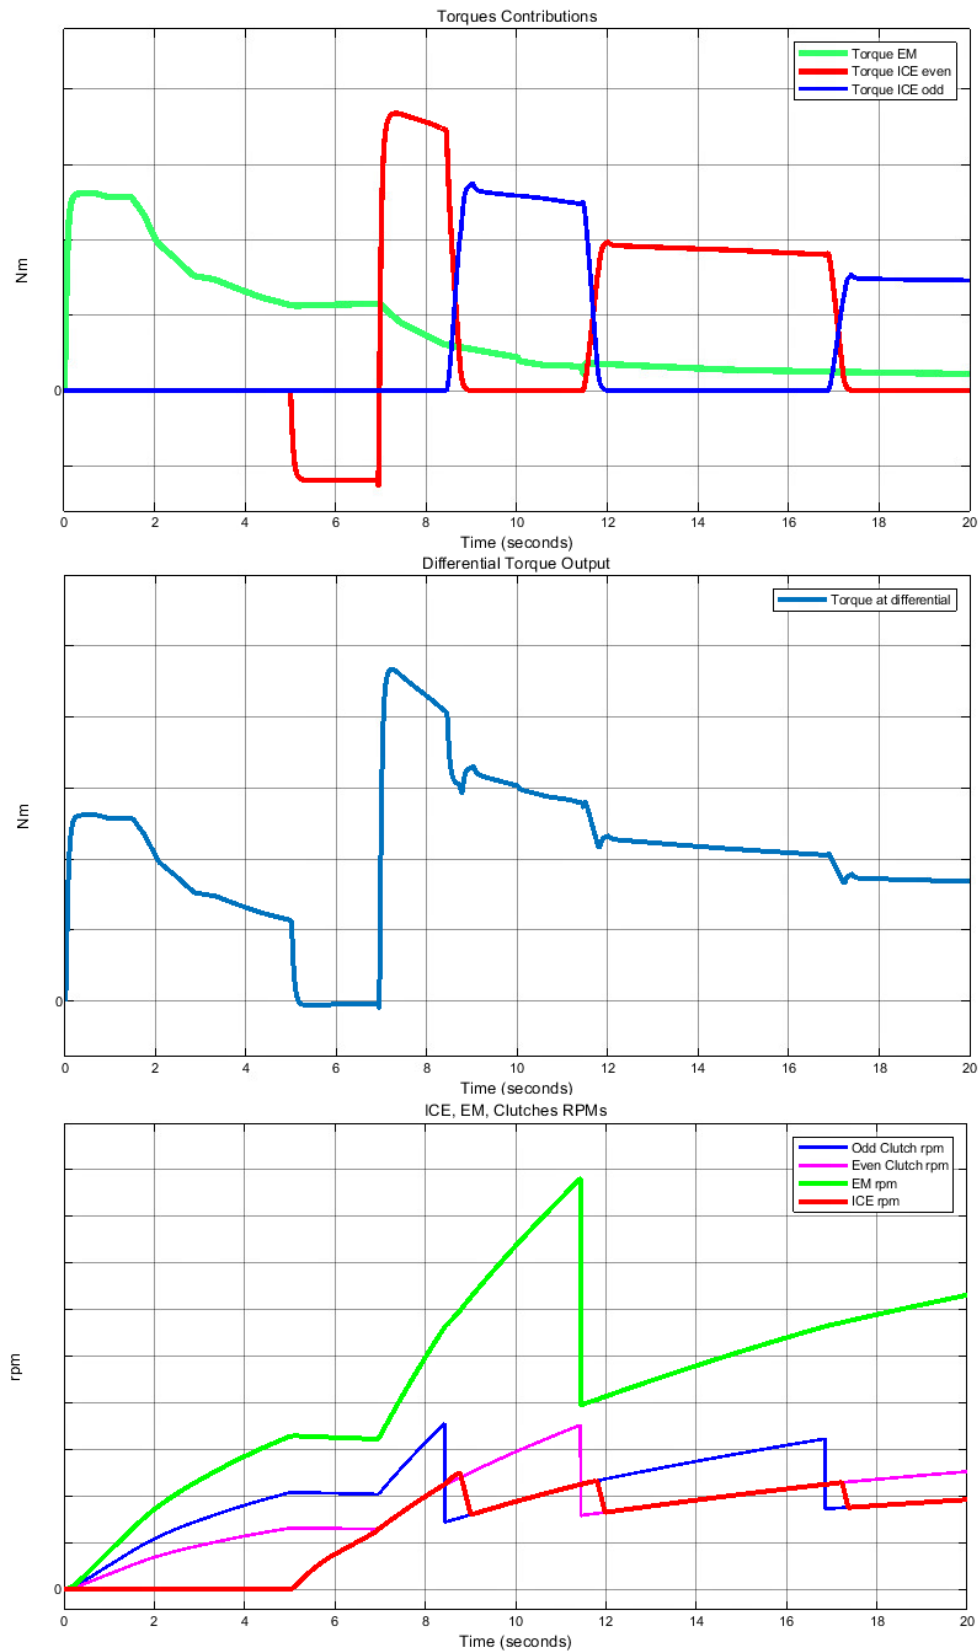 Torques Contributions
Torque EM
Torque ICE even
Torque ICE odd
Nm
0
0 2 4 6 8 10 12 14 16 18 20
Time (seconds)
Differential Torque Output
Torque at differential
Nm
0
0 2 4 6 8 10 12 14 16 18 20
Time (seconds)
ICE, EM, Clutches RPMs
Odd Clutch rpm
Even Clutch rpm
EM rpm
ICE rpm
rpm
0
0 2 4 6 8 10 12 14 16 18 20
Time (seconds)